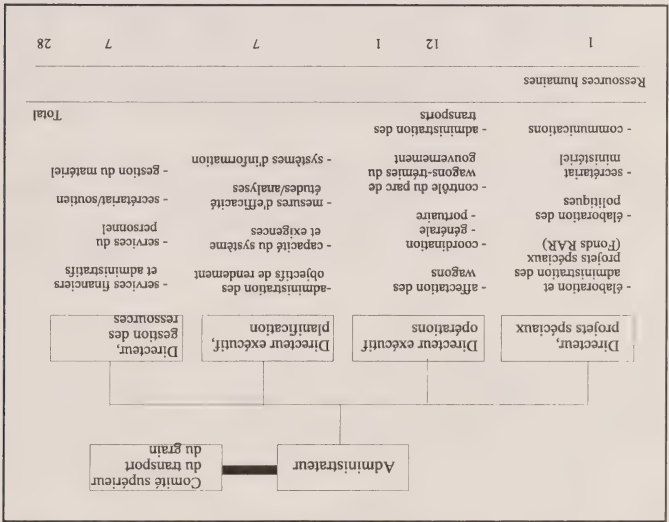 Administrateur
Comité supérieur
du transport
du grain
Directeur,
projets spéciaux
Directeur exécutif
opérations
Directeur exécutif,
planification
Directeur,
gestion des
ressources
- élaboration et
administration des
projets spéciaux
(Fonds RAR)
- élaboration des
politiques
- secrétariat
ministériel
- communications
- affectation des
wagons
- coordination
- générale
- portuaire
- contrôle du parc de
wagons-trémies du
gouvernement
- administration des
transports
-administration des
objectifs de rendement
- capacité du système
et exigences
- mesures d'efficacité
études/analyses
- systèmes d'information
- services financiers
et administratifs
- services du
personnel
- secrétariat/soutien
- gestion du matériel
Total
Ressources humaines
1 12 1 7 7 28